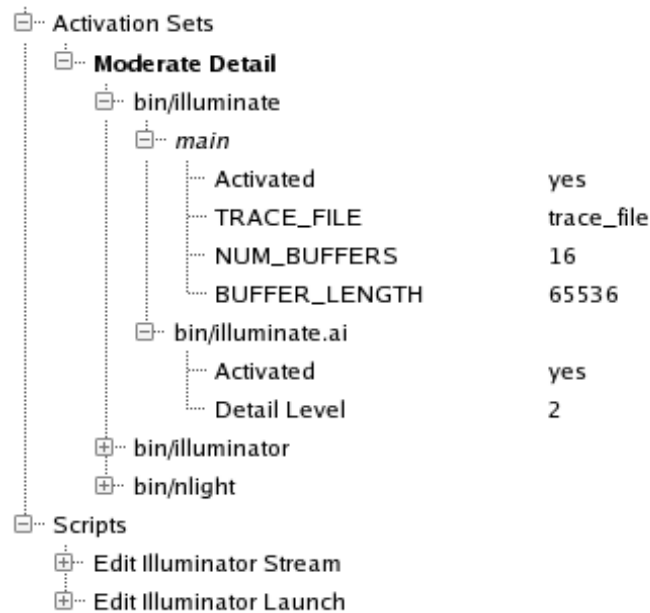 Activation Sets
Moderate Detail
bin/illuminate
main
Activated yes
TRACE_FILE trace_file
NUM_BUFFERS 16
BUFFER_LENGTH 65536
bin/illuminate.ai
Activated yes
Detail Level 2
bin/illuminator
bin/nlight
Scripts
Edit Illuminator Stream
Edit Illuminator Launch